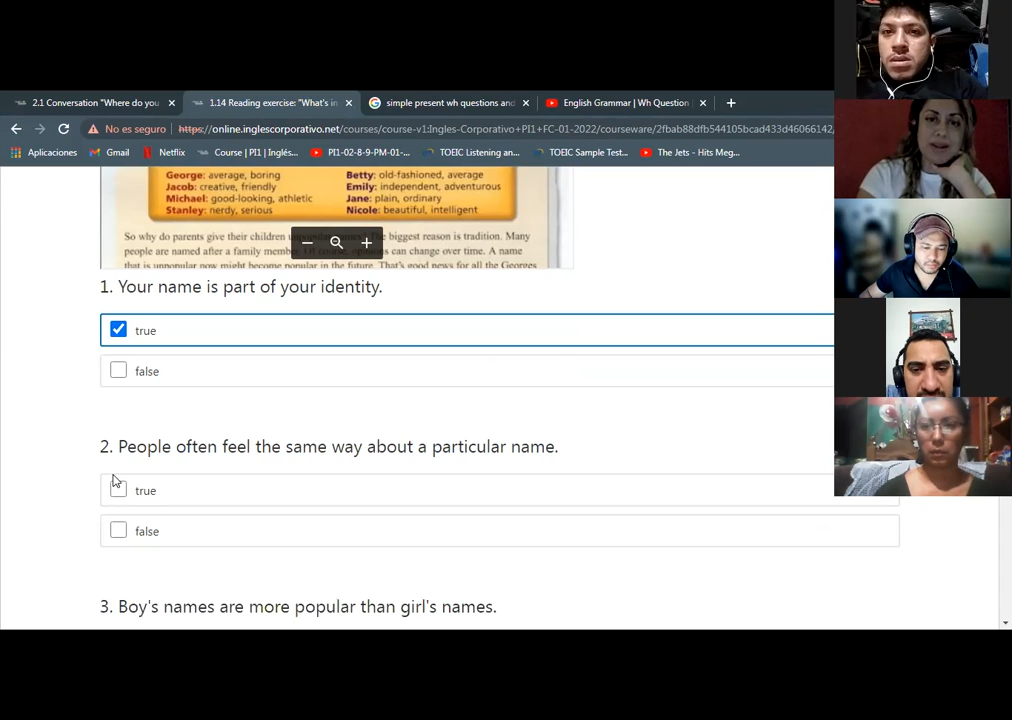 2.1 Conversation "Where do you
1.14 Reading exercise: "What's in
simple present wh questions and
English Grammar | Wh Question
No es seguro
https://online.inglescorporativo.net/courses/course-v1:Ingles-Corporativo+PI1+FC-01-2022/courseware/2fbab88dfb544105bcad433d46066142/
Aplicaciones
Gmail
Netflix
Course | PI1 | Inglés...
PI1-02-8-9-PM-01-...
TOEIC Listening an...
TOEIC Sample Test...
The Jets - Hits Meg...
George: average, boring
Jacob: creative, friendly
Michael: good-looking, athletic
Stanley: nerdy, serious
Betty: old-fashioned, average
Emily: independent, adventurous
Jane: plain, ordinary
Nicole: beautiful, intelligent
So why do parents give their children biggest reason is tradition. Many
people are named after a family can change over time. A name
that is unpopular now might become popular in the future. That's good news for all the Georges
1. Your name is part of your identity.
true
false
2. People often feel the same way about a particular name.
true
false
3. Boy's names are more popular than girl's names.